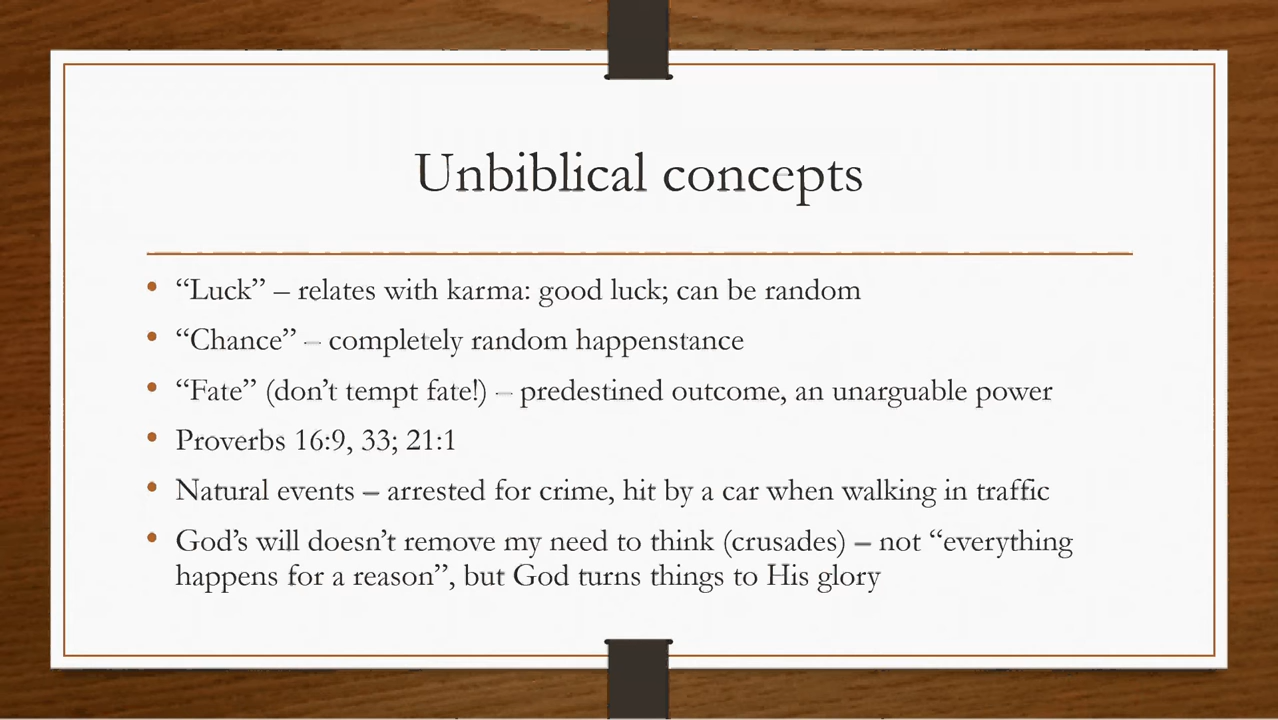 Unbiblical concepts
• “Luck” – relates with karma: good luck; can be random
• “Chance” – completely random happenstance
• “Fate” (don’t tempt fate!) – predestined outcome, an unarguable power
• Proverbs 16:9, 33; 21:1
• Natural events – arrested for crime, hit by a car when walking in traffic
• God’s will doesn’t remove my need to think (crusades) – not “everything
happens for a reason”, but God turns things to His glory